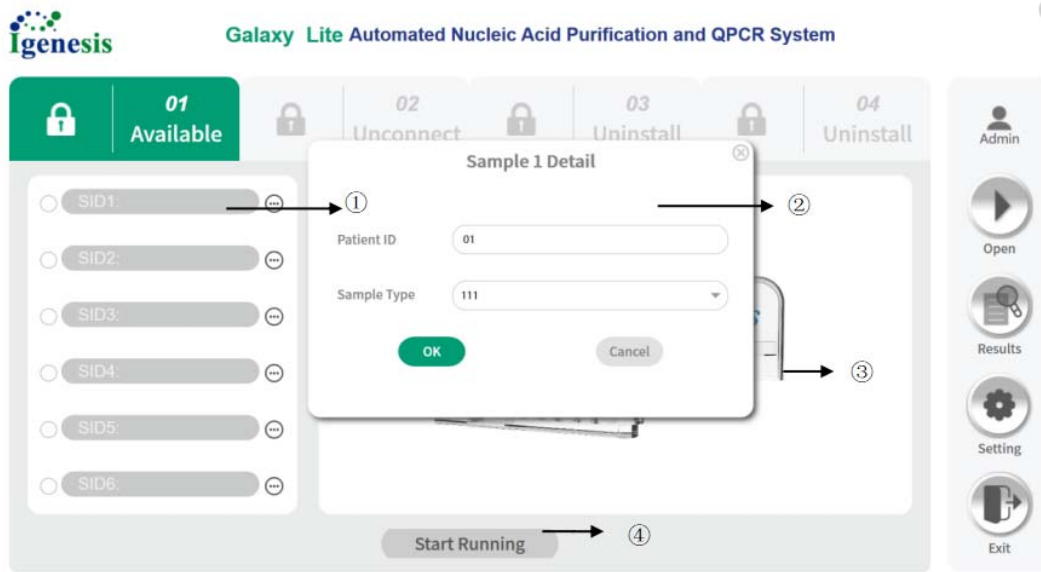 Igenesis
Galaxy Lite Automated Nucleic Acid Purification and QPCR System
01
Available
02
Unconnect
03
Uninstall
04
Uninstall
Admin
Sample 1 Detail
SID1:
①
②
Patient ID
01
SID2:
Open
Sample Type
111
SID3:
OK
Cancel
Results
SID4:
③
SID5:
Setting
SID6:
Start Running
④
Exit